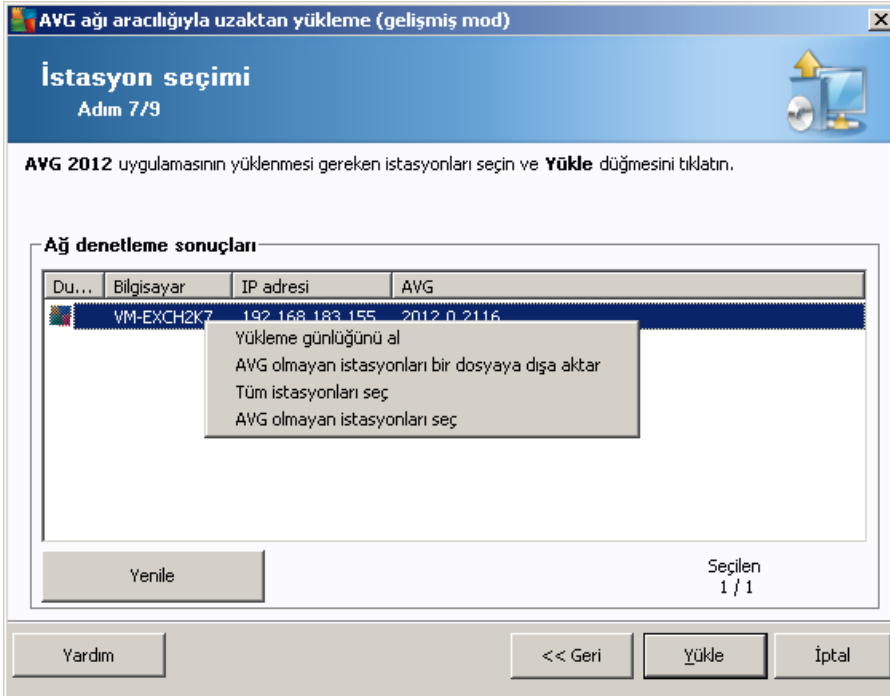 AVG ağı aracılığıyla uzaktan yükleme (gelişmiş mod)
İstasyon seçimi
Adım 7/9
AVG 2012 uygulamasının yüklenmesi gereken istasyonları seçin ve Yükle düğmesini tıklatın.
Ağ denetleme sonuçları
Du... Bilgisayar IP adresi AVG
VM-EXCH2K7 192.168.183.155 2012.0.2116
Yükleme günlüğünü al
AVG olmayan istasyonları bir dosyaya dışa aktar
Tüm istasyonları seç
AVG olmayan istasyonları seç
Yenile
Seçilen
1 / 1
Yardım << Geri Yükle İptal